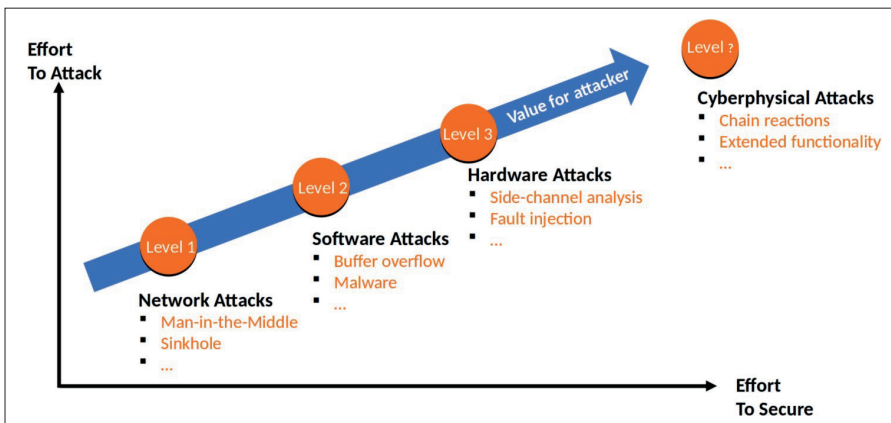 Effort
To Attack
Level ?
Value for attacker
Cyberphysical Attacks
▪ Chain reactions
▪ Extended functionality
▪ ...
Level 3
Hardware Attacks
▪ Side-channel analysis
▪ Fault injection
▪ ...
Level 2
Software Attacks
▪ Buffer overflow
▪ Malware
▪ ...
Level 1
Network Attacks
▪ Man-in-the-Middle
▪ Sinkhole
▪ ...
Effort
To Secure